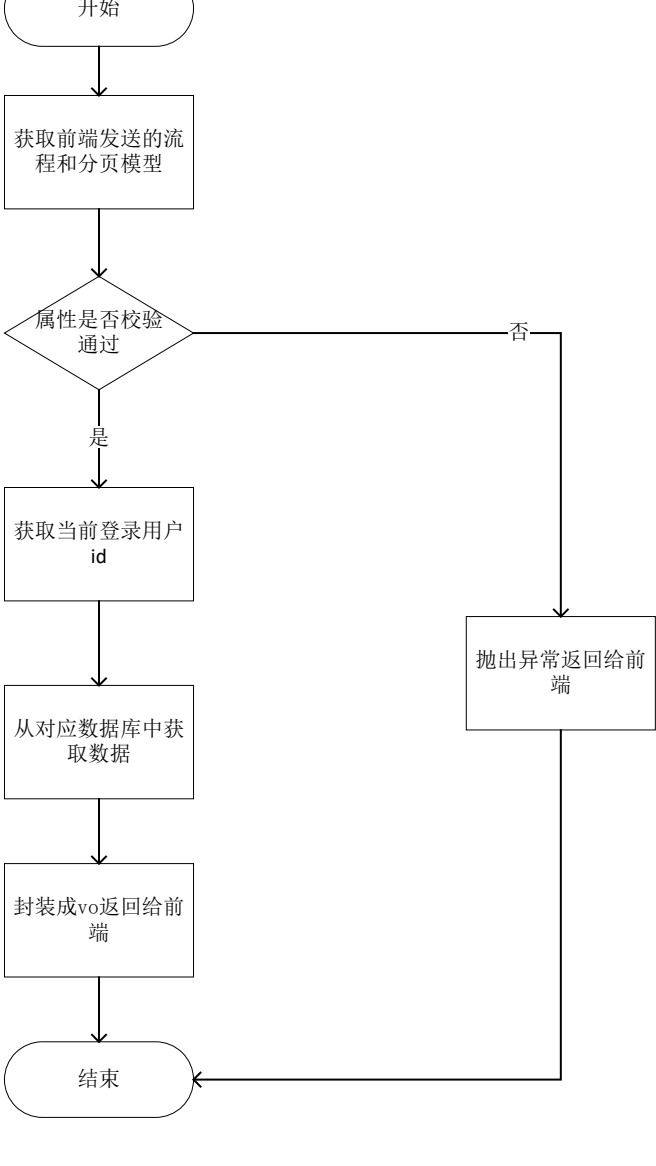 开始
获取前端发送的流
程和分页模型
属性是否校验
通过
否
是
获取当前登录用户
id
抛出异常返回给前
端
从对应数据库中获
取数据
封装成vo返回给前
端
结束